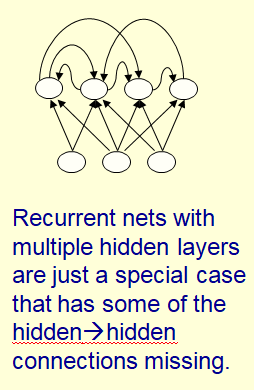 Recurrent nets with
multiple hidden layers
are just a special case
that has some of the
hidden→hidden
connections missing.